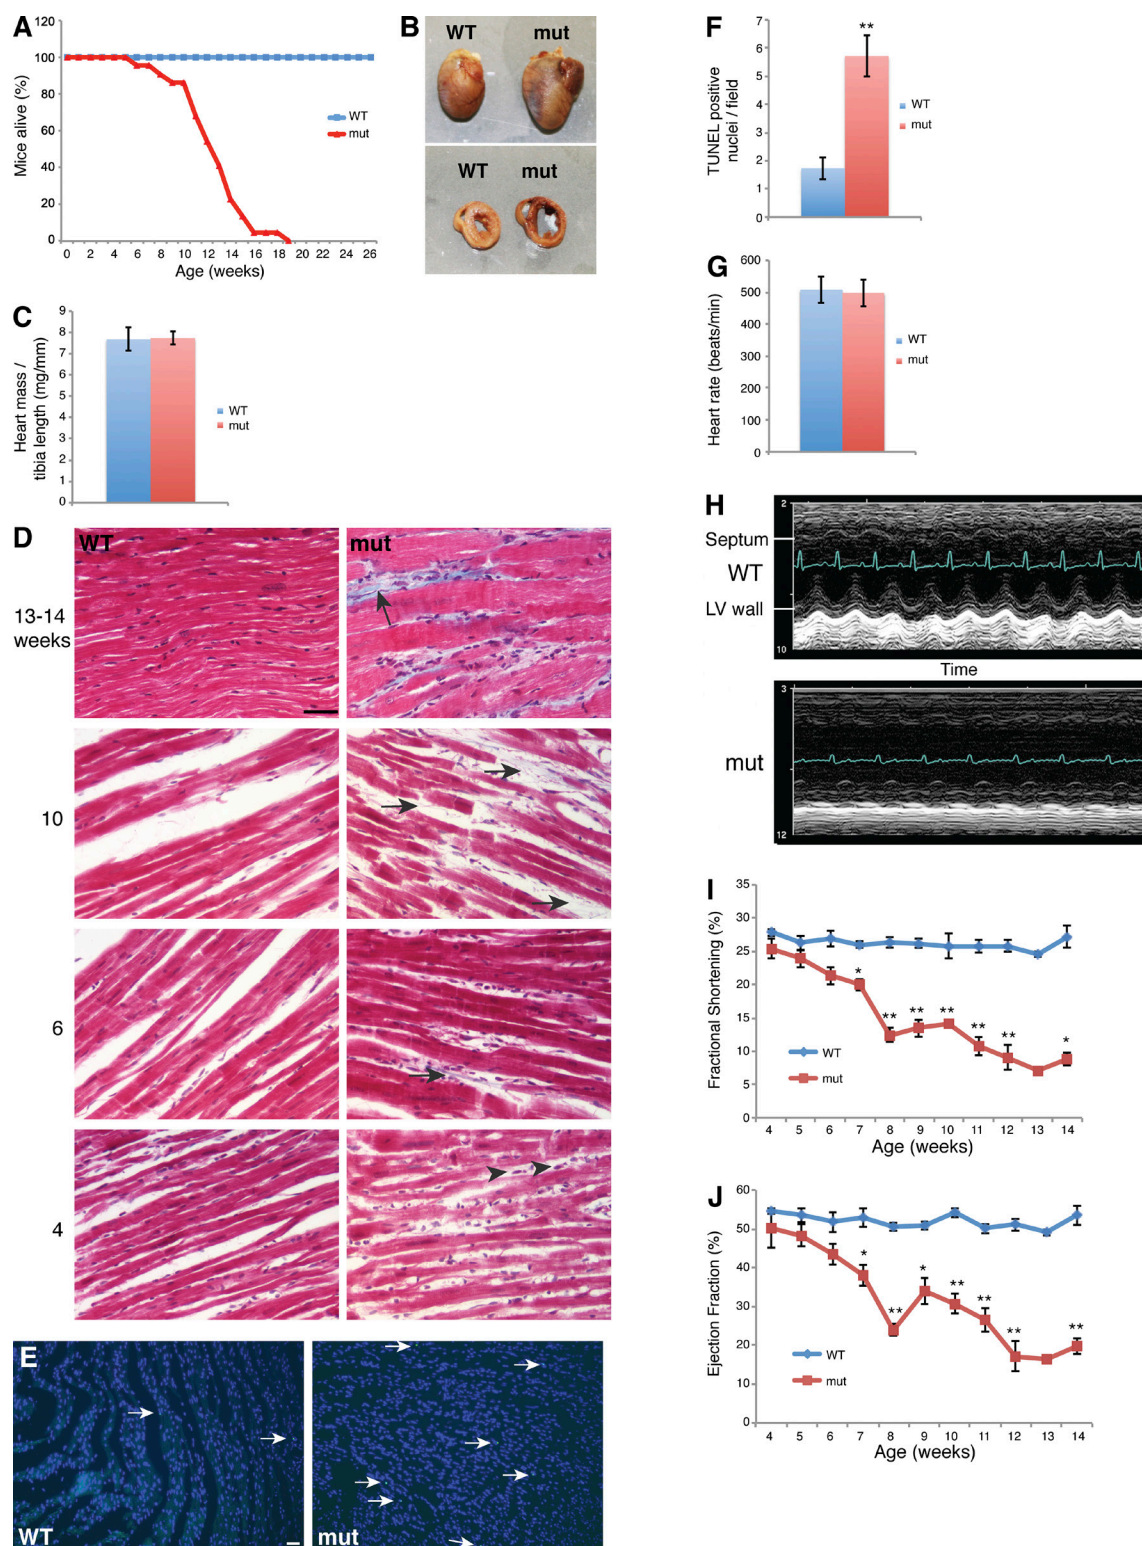 A
Mice alive (%)
120
100
80
60
40
20
0
0 2 4 6 8 10 12 14 16 18 20 22 24 26
Age (weeks)
WT
mut
B
WT mut
WT mut
C
Heart mass /
tibia length (mg/mm)
9
8
7
6
5
4
3
2
1
0
WT
mut
D
WT
mut
13-14
weeks
10
6
4
E
WT
mut
F
TUNEL positive
nuclei / field
7
6
5
4
3
2
1
0
**
WT
mut
G
Heart rate (beats/min)
600
500
400
300
200
100
0
WT
mut
H
2
Septum
WT
LV wall
10
Time
3
mut
12
I
Fractional Shortening (%)
35
30
25
20
15
10
5
0
*
** ** **
** **
*
WT
mut
4 5 6 7 8 9 10 11 12 13 14
Age (weeks)
J
Ejection Fraction (%)
60
50
40
30
20
10
0
*
**
*
**
**
**
**
WT
mut
4 5 6 7 8 9 10 11 12 13 14
Age (weeks)